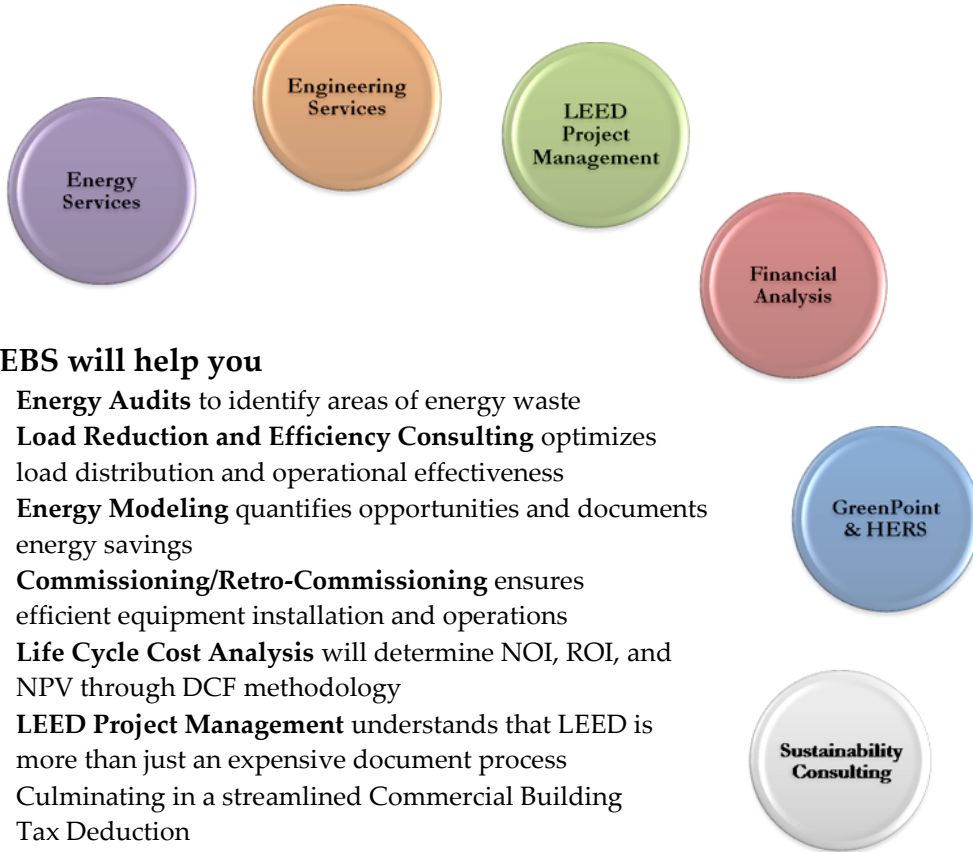 Engineering
Services
LEED
Project
Management
Energy
Services
Financial
Analysis
EBS will help you
Energy Audits to identify areas of energy waste
Load Reduction and Efficiency Consulting optimizes
load distribution and operational effectiveness
Energy Modeling quantifies opportunities and documents
energy savings
Commissioning/Retro-Commissioning ensures
efficient equipment installation and operations
Life Cycle Cost Analysis will determine NOI, ROI, and
NPV through DCF methodology
LEED Project Management understands that LEED is
more than just an expensive document process
Culminating in a streamlined Commercial Building
Tax Deduction
GreenPoint
& HERS
Sustainability
Consulting